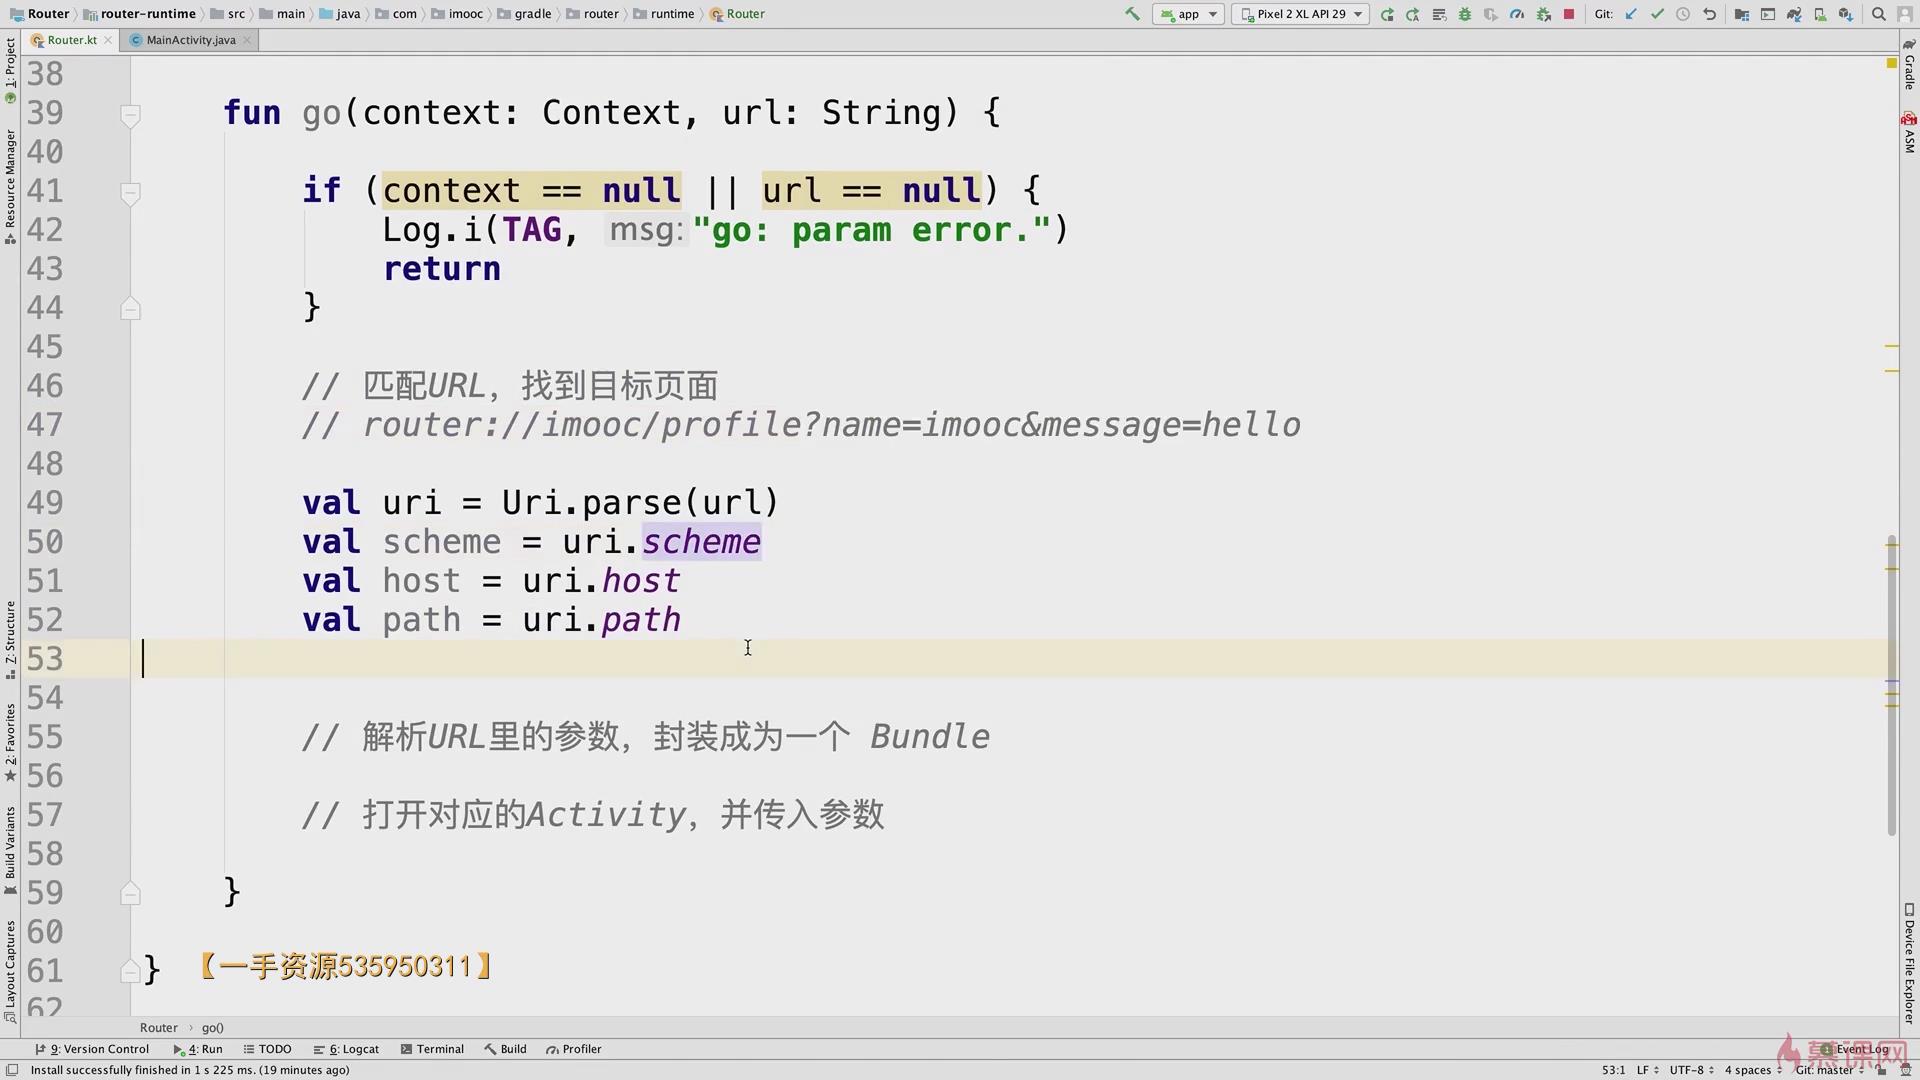 Router router-runtime src main java com imooc gradle router runtime Router app Pixel 2 XL API 29 Git:
Router.kt MainActivity.java
1: Project
Resource Manager
Z: Structure
2: Favorites
Build Variants
Layout Captures
38
39 fun go(context: Context, url: String) {
40
41 if (context == null || url == null) {
42 Log.i(TAG, msg: "go: param error.")
43 return
44 }
45
46 // 匹配URL，找到目标页面
47 // router://imooc/profile?name=imooc&message=hello
48
49 val uri = Uri.parse(url)
50 val scheme = uri.scheme
51 val host = uri.host
52 val path = uri.path
53
54
55 // 解析URL里的参数，封装成为一个 Bundle
56
57 // 打开对应的Activity，并传入参数
58
59 }
60
61 } 【一手资源535950311】
62
Gradle
ASM
Device File Explorer
Router › go()
9: Version Control 4: Run TODO 6: Logcat Terminal Build Profiler Event Log
慕课网
Install successfully finished in 1 s 225 ms. (19 minutes ago) 53:1 LF UTF-8 4 spaces Git: master